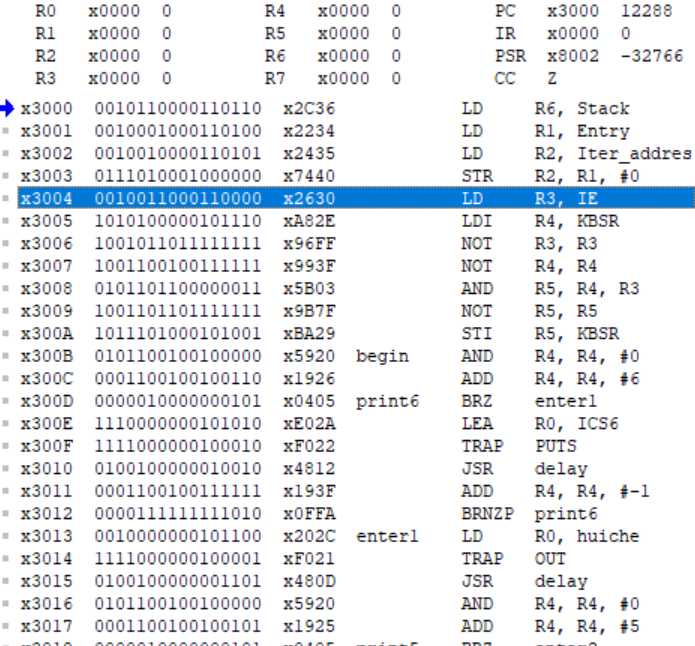 R0 x0000 0 R4 x0000 0 PC x3000 12288
R1 x0000 0 R5 x0000 0 IR x0000 0
R2 x0000 0 R6 x0000 0 PSR x8002 -32766
R3 x0000 0 R7 x0000 0 CC Z
x3000 0010110000110110 x2C36 LD R6, Stack
x3001 0010001000110100 x2234 LD R1, Entry
x3002 0010010000110101 x2435 LD R2, Iter_addres
x3003 0111010001000000 x7440 STR R2, R1, #0
x3004 0010011000110000 x2630 LD R3, IE
x3005 1010100000101110 xA82E LDI R4, KBSR
x3006 1001011011111111 x96FF NOT R3, R3
x3007 1001100100111111 x993F NOT R4, R4
x3008 0101101100000011 x5B03 AND R5, R4, R3
x3009 1001101101111111 x9B7F NOT R5, R5
x300A 1011101000101001 xBA29 STI R5, KBSR
x300B 0101100100100000 x5920 begin AND R4, R4, #0
x300C 0001100100100110 x1926 ADD R4, R4, #6
x300D 0000010000000101 x0405 print6 BRZ enter1
x300E 1110000000101010 xE02A LEA R0, ICS6
x300F 1111000000100010 xF022 TRAP PUTS
x3010 0100100000010010 x4812 JSR delay
x3011 0001100100111111 x193F ADD R4, R4, #-1
x3012 0000111111111010 x0FFA BRNZP print6
x3013 0010000000101100 x202C enter1 LD R0, huiche
x3014 1111000000100001 xF021 TRAP OUT
x3015 0100100000001101 x480D JSR delay
x3016 0101100100100000 x5920 AND R4, R4, #0
x3017 0001100100100101 x1925 ADD R4, R4, #5